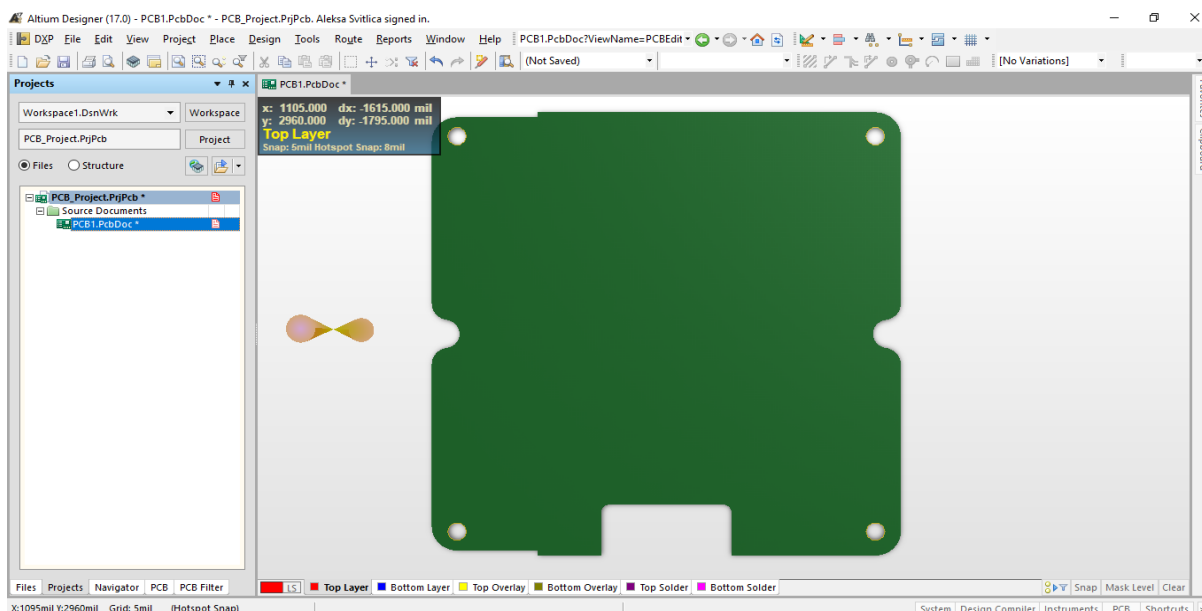 Altium Designer (17.0) - PCB1.PcbDoc * - PCB_Project.PrjPcb. Aleksa Svitlica signed in.
DXP File Edit View Project Place Design Tools Route Reports Window Help PCB1.PcbDoc?ViewName=PCBEdit
(Not Saved) [No Variations]
Projects
PCB1.PcbDoc *
Workspace1.DsnWrk Workspace
PCB_Project.PrjPcb Project
Files Structure
PCB_Project.PrjPcb *
Source Documents
PCB1.PcbDoc *
x: 1105.000 dx: -1615.000 mil
y: 2960.000 dy: -1795.000 mil
Top Layer
Snap: 5mil Hotspot Snap: 8mil
Files Projects Navigator PCB PCB Filter
LS Top Layer Bottom Layer Top Overlay Bottom Overlay Top Solder Bottom Solder
Snap Mask Level Clear
X:1095mil Y:2960mil Grid: 5mil (Hotspot Snap)
System Design Compiler Instruments PCB Shortcuts